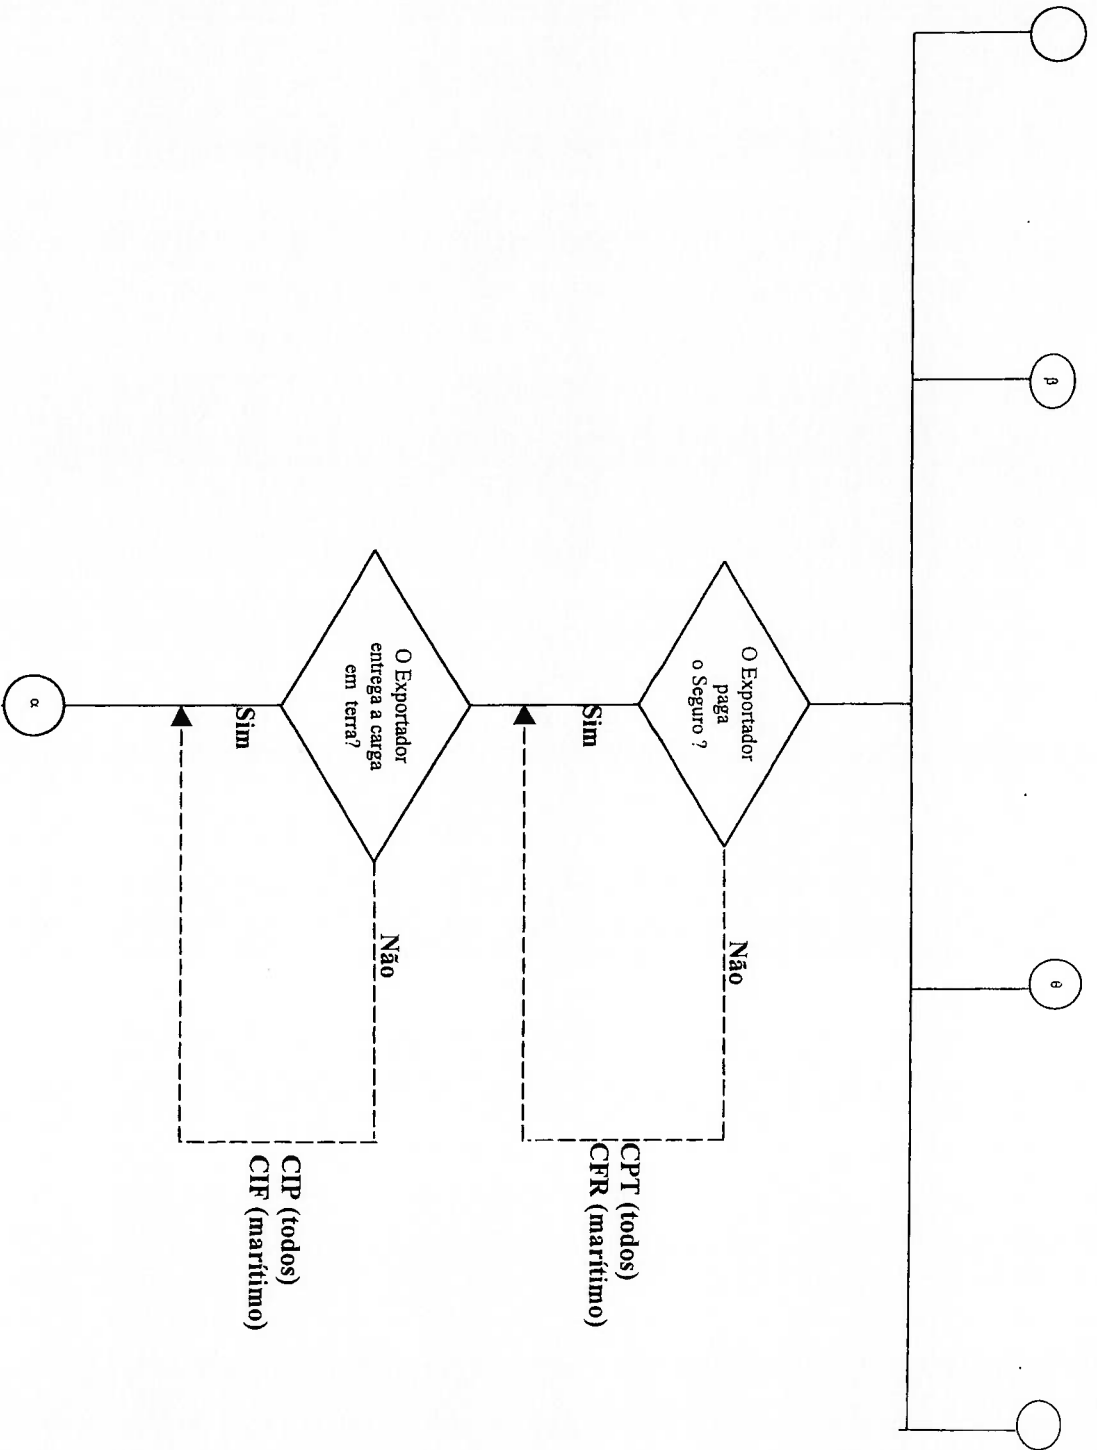 β
θ
O Exportador
paga
o Seguro ?
Não
Sim
CPT (todos)
CFR (marítimo)
O Exportador
entrega a carga
em terra?
Não
Sim
CIP (todos)
CIF (marítimo)
α